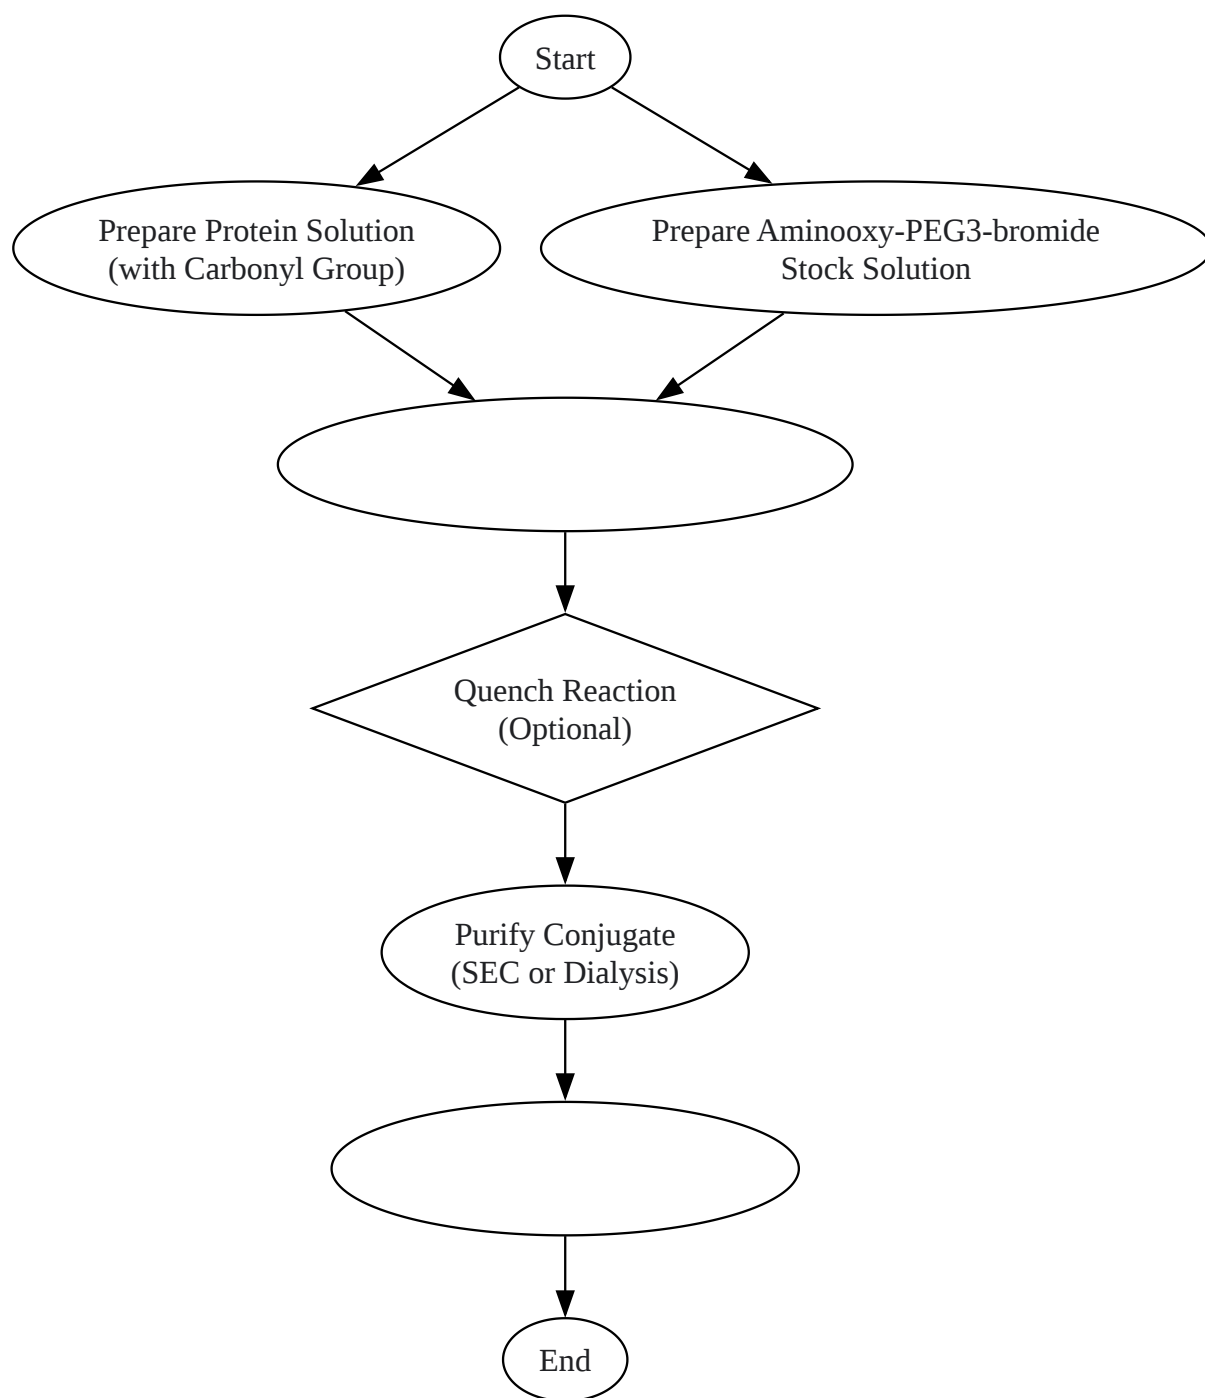 Start
Prepare Protein Solution
(with Carbonyl Group)
Prepare Aminooxy-PEG3-bromide
Stock Solution
Quench Reaction
(Optional)
Purify Conjugate
(SEC or Dialysis)
End